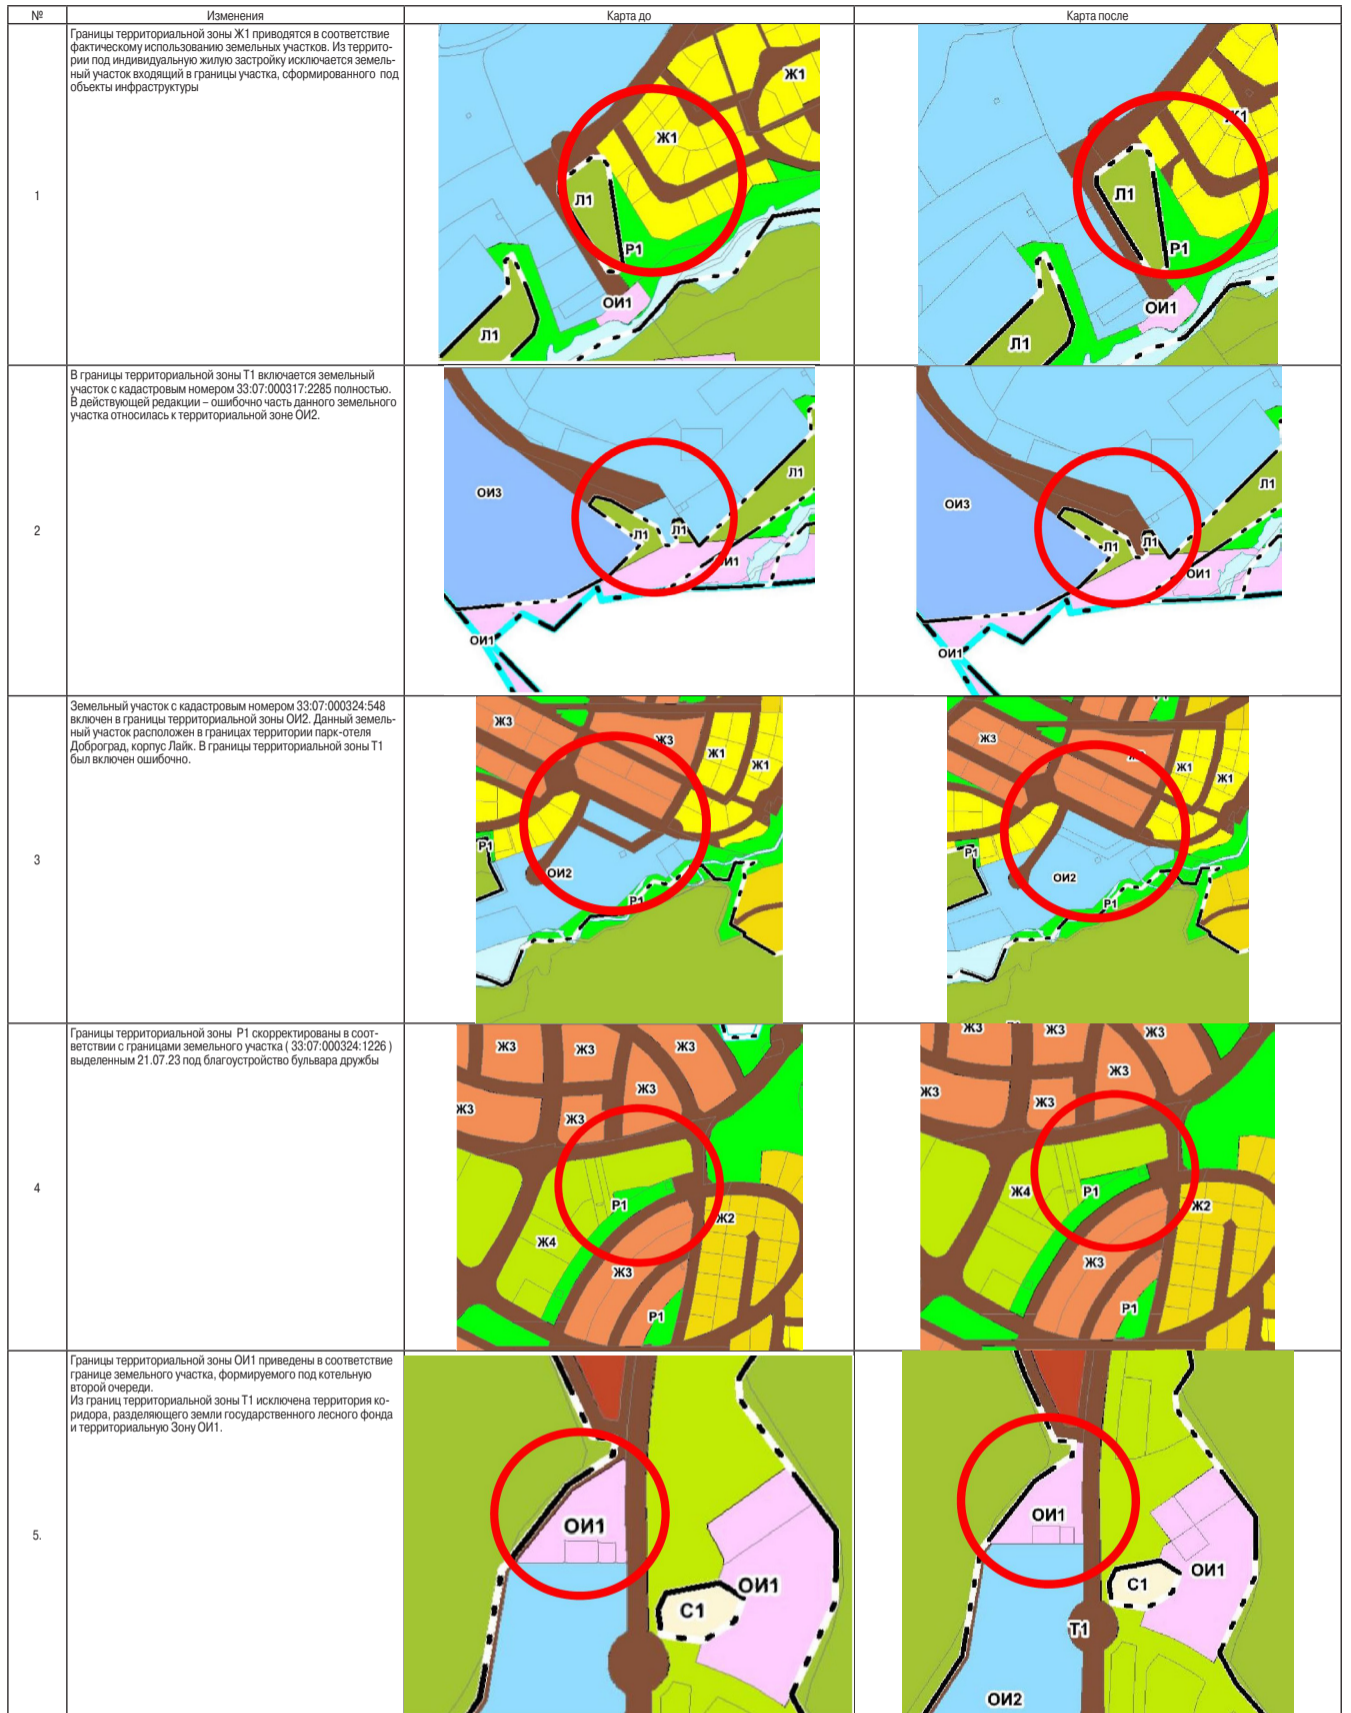 № Изменения Карта до Карта после
1
Границы территориальной зоны Ж1 приводятся в соответствие
фактическому использованию земельных участков. Из террито-
рии под индивидуальную жилую застройку исключается земель-
ный участок входящий в границы участка, сформированного под
объекты инфраструктуры
Ж1
Ж1
Л1
Р1
ОИ1
Л1
Ж1
Л1
Р1
ОИ1
Л1
2
В границы территориальной зоны Т1 включается земельный
участок с кадастровым номером 33:07:000317:2285 полностью.
В действующей редакции – ошибочно часть данного земельного
участка относилась к территориальной зоне ОИ2.
ОИ3
Л1
Л1
Л1
ОИ1
ОИ1
ОИ3
Л1
Л1
Л1
ОИ1
ОИ1
3
Земельный участок с кадастровым номером 33:07:000324:548
включен в границы территориальной зоны ОИ2. Данный земель-
ный участок расположен в границах территории парк-отеля
Доброград, корпус Лайк. В границы территориальной зоны Т1
был включен ошибочно.
Ж3
Ж3
Ж1
Ж1
Р1
ОИ2
Р1
Ж3
Ж1
Ж1
Р1
ОИ2
Р1
4
Границы территориальной зоны Р1 скорректированы в соот-
ветствии с границами земельного участка ( 33:07:000324:1226 )
выделенным 21.07.23 под благоустройство бульвара дружбы
Ж3 Ж3 Ж3
Ж3
Ж3
Ж3
Р1
Ж2
Ж4
Ж3
Р1
Ж3 Ж3 Ж3
Ж3
Ж3
Ж3
Ж4
Р1
Ж2
Ж3
Р1
5.
Границы территориальной зоны ОИ1 приведены в соответствие
границе земельного участка, формируемого под котельную
второй очереди.
Из границ территориальной зоны Т1 исключена территория ко-
ридора, разделяющего земли государственного лесного фонда
и территориальную Зону ОИ1.
ОИ1
ОИ1
С1
ОИ1
ОИ1
С1
Т1
ОИ2